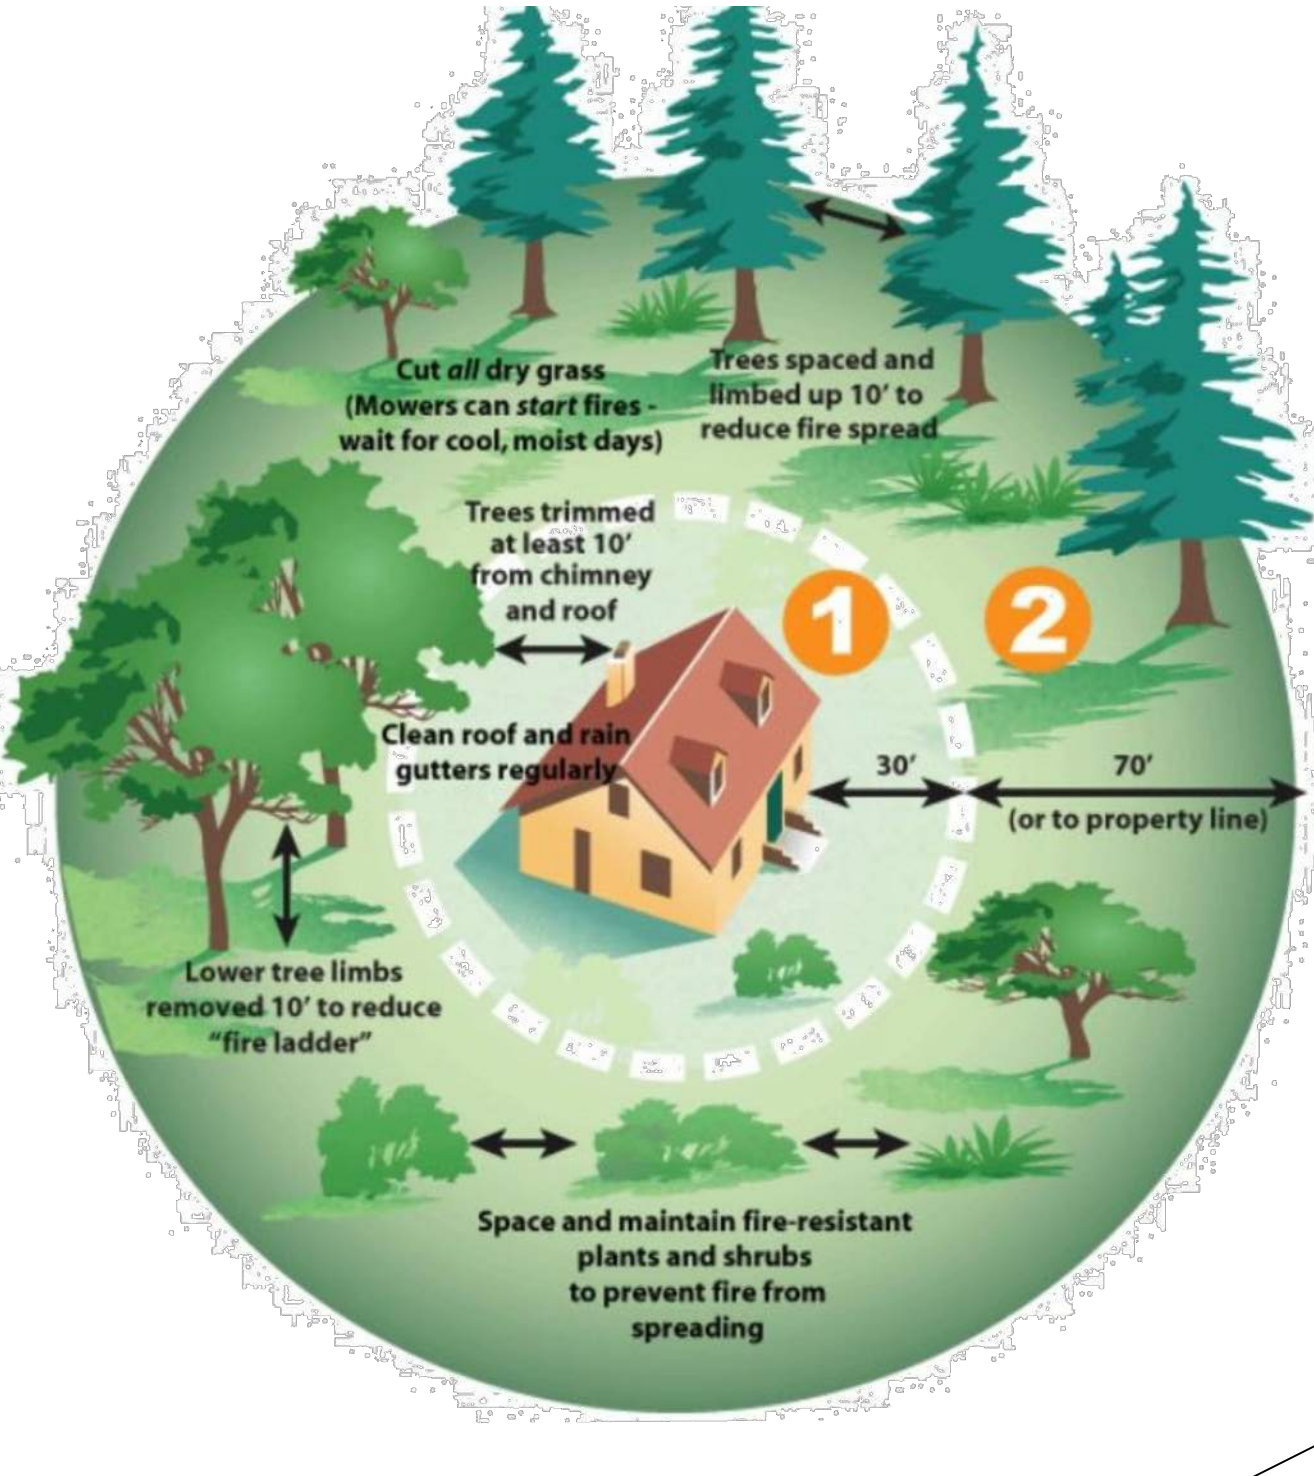 Cut all dry grass
(Mowers can start fires -
wait for cool, moist days)
Trees spaced and
limbed up 10′ to
reduce fire spread
Trees trimmed
at least 10′
from chimney
and roof
1
2
Clean roof and rain
gutters regularly
30′
70′
(or to property line)
Lower tree limbs
removed 10′ to reduce
“fire ladder”
Space and maintain fire-resistant
plants and shrubs
to prevent fire from
spreading